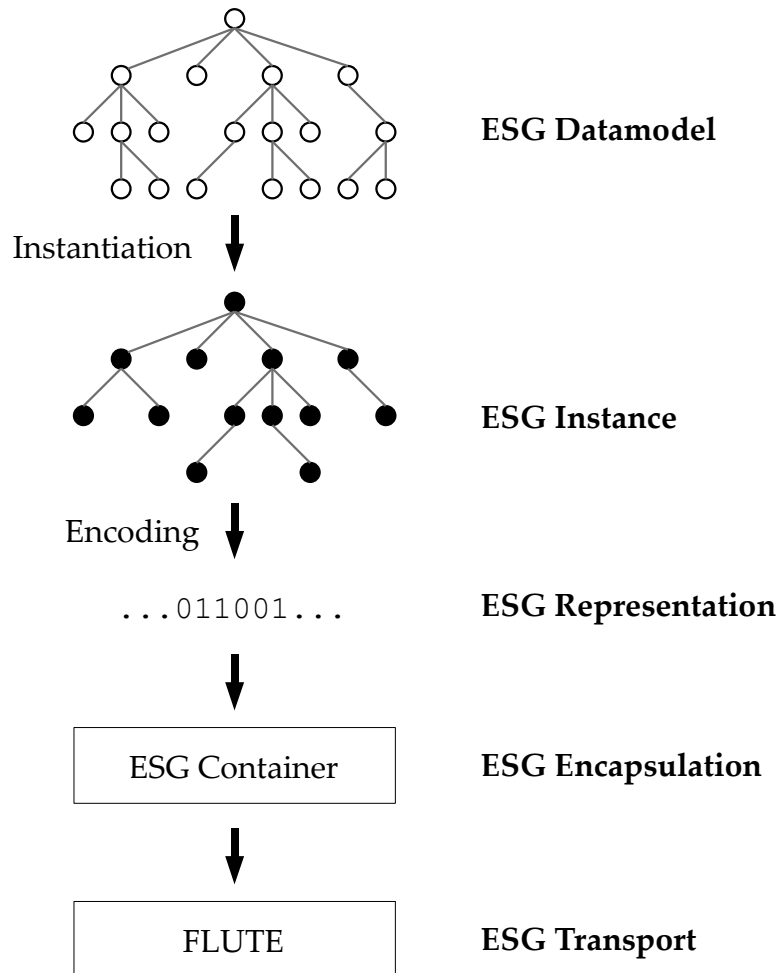 ESG Datamodel
Instantiation
ESG Instance
Encoding
...011001...
ESG Representation
ESG Container
ESG Encapsulation
FLUTE
ESG Transport